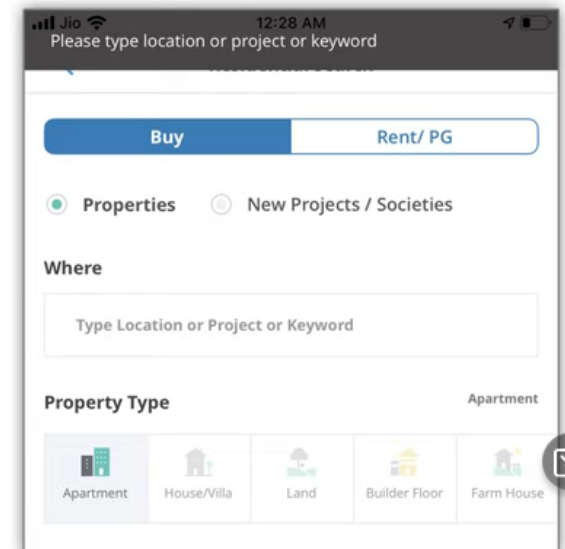 Jio 12:28 AM
Please type location or project or keyword
Buy Rent/ PG
Properties New Projects / Societies
Where
Type Location or Project or Keyword
Property Type Apartment
Apartment House/Villa Land Builder Floor Farm House